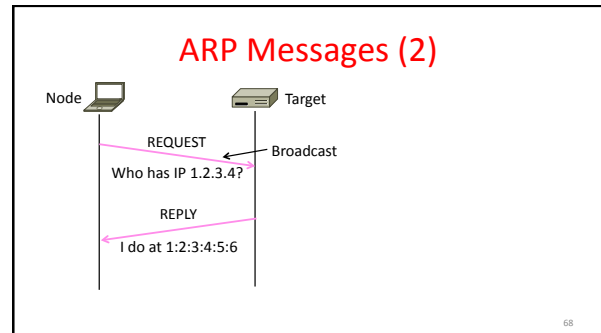 ARP Messages (2)
Node
Target
REQUEST
Broadcast
Who has IP 1.2.3.4?
REPLY
I do at 1:2:3:4:5:6
68